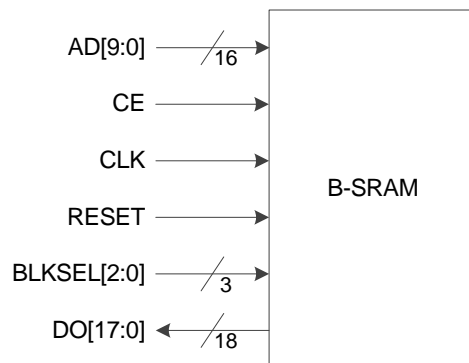 AD[9:0]
16
CE
CLK
B-SRAM
RESET
BLKSEL[2:0]
3
DO[17:0]
18